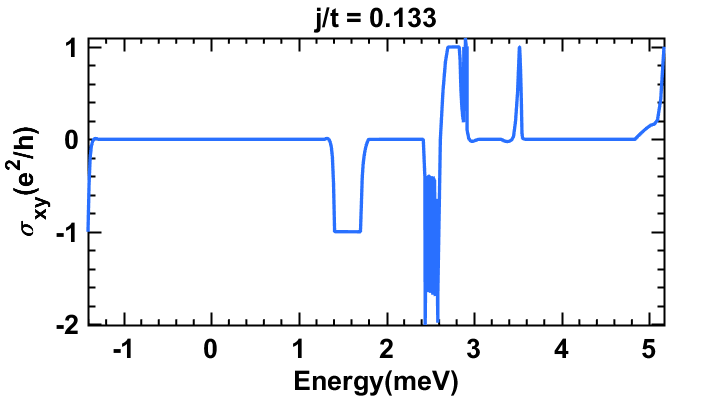 j/t = 0.133
1
0
-1
-2
σxy(e²/h)
-1 0 1 2 3 4 5
Energy(meV)